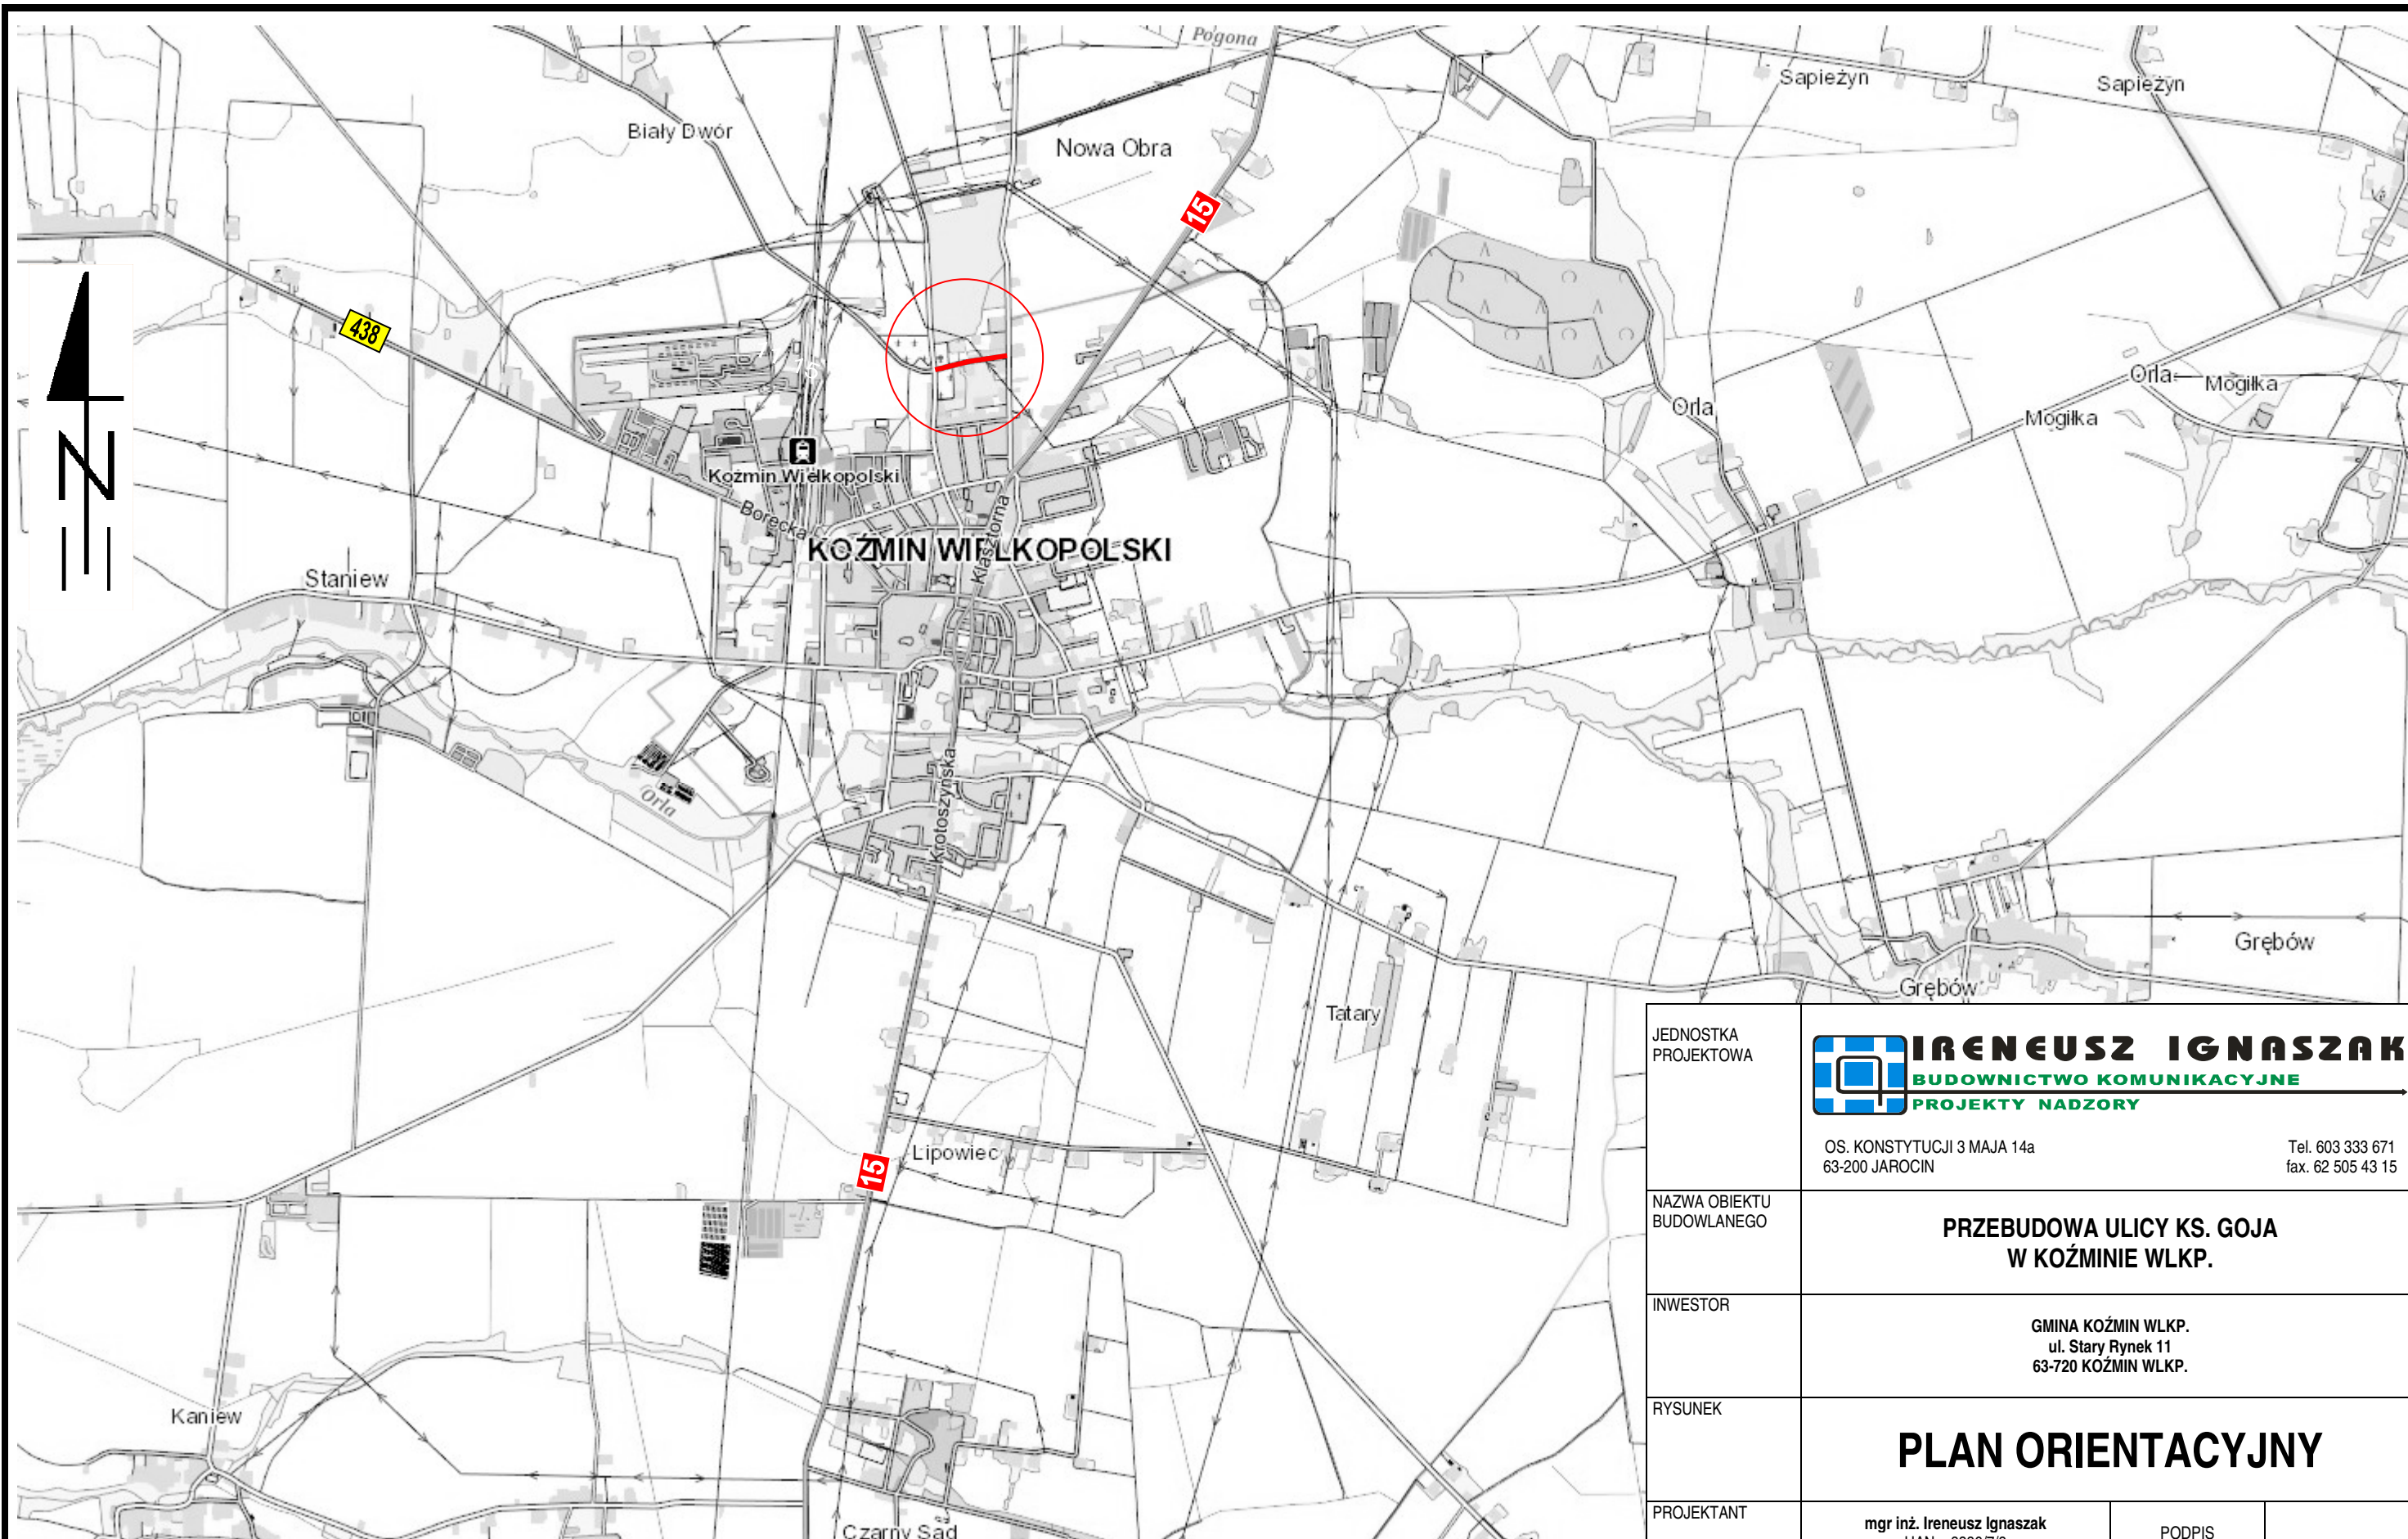 Pogona
Sapieżyn
Sapieżyn
Biały Dwór
Nowa Obra
15
438
Orla
Mogiłka
Orla
Mogiłka
Koźmin Wielkopolski
Borecka
Klasztorna
KOŹMIN WIELKOPOLSKI
Staniew
N
Orla
Krotoszyńska
Grębów
Grębów
Tatary
Lipowiec
15
Kaniew
Czarny Sad
JEDNOSTKA
PROJEKTOWA
IRENEUSZ IGNASZAK
BUDOWNICTWO KOMUNIKACYJNE
PROJEKTY NADZORY
OS. KONSTYTUCJI 3 MAJA 14a
63-200 JAROCIN
Tel. 603 333 671
fax. 62 505 43 15
NAZWA OBIEKTU
BUDOWLANEGO
PRZEBUDOWA ULICY KS. GOJA
W KOŹMINIE WLKP.
INWESTOR
GMINA KOŹMIN WLKP.
ul. Stary Rynek 11
63-720 KOŹMIN WLKP.
RYSUNEK
PLAN ORIENTACYJNY
PROJEKTANT
mgr inż. Ireneusz Ignaszak
PODPIS